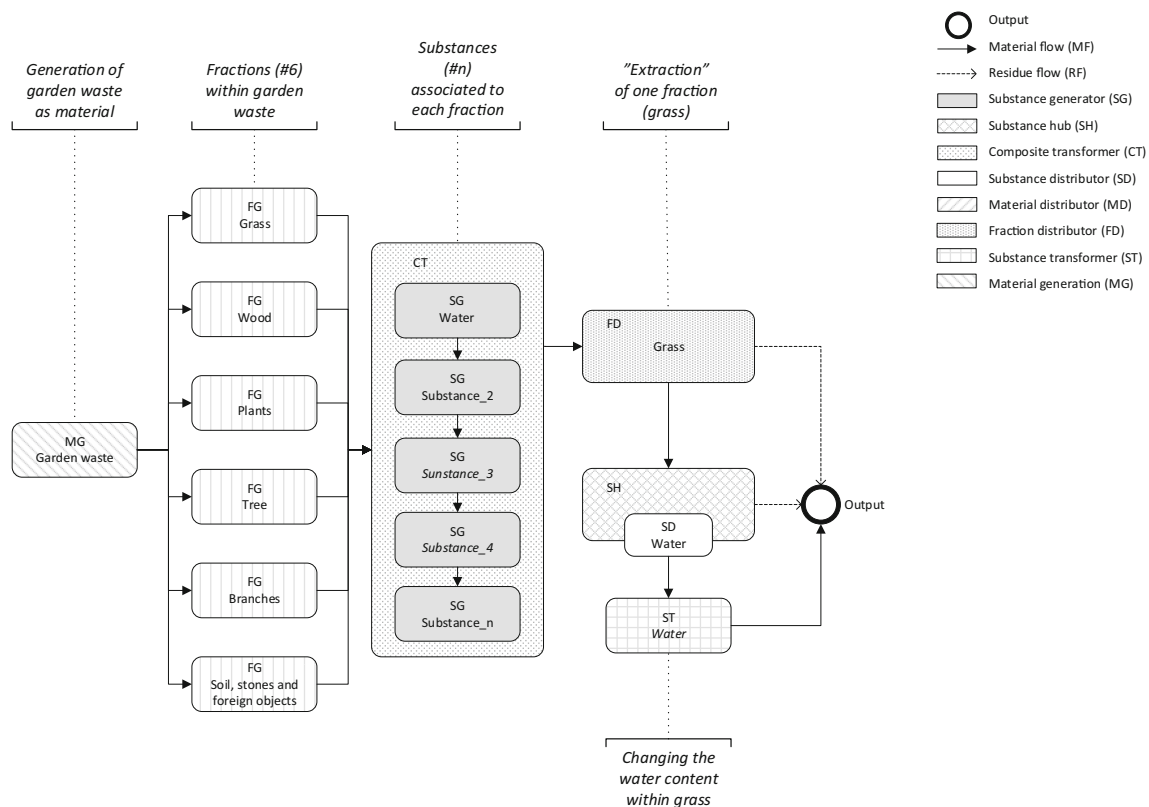 Generation of
garden waste
as material
Fractions (#6)
within garden
waste
Substances
(#n)
associated to
each fraction
”Extraction”
of one fraction
(grass)
Output
Material flow (MF)
Residue flow (RF)
Substance generator (SG)
Substance hub (SH)
Composite transformer (CT)
Substance distributor (SD)
Material distributor (MD)
Fraction distributor (FD)
Substance transformer (ST)
Material generation (MG)
MG
Garden waste
FG
Grass
FG
Wood
FG
Plants
FG
Tree
FG
Branches
FG
Soil, stones and
foreign objects
CT
SG
Water
SG
Substance_2
SG
Sunstance_3
SG
Substance_4
SG
Substance_n
FD
Grass
SH
SD
Water
ST
Water
Output
Changing the
water content
within grass